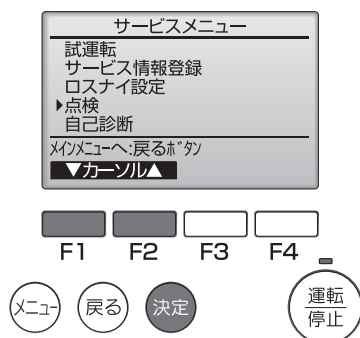 サービスメニュー
試運転
サービス情報登録
ロスナイ設定
▶点検
自己診断
ﾒｲﾝﾒﾆｭｰへ:戻るﾎﾞﾀﾝ
▼カーソル▲
F1 F2 F3 F4
メニュー 戻る 決定 運転
停止